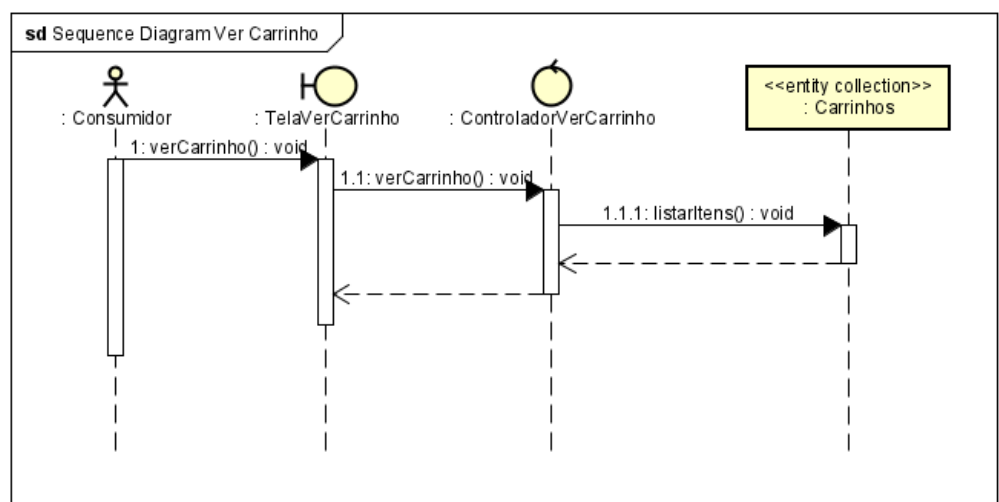 sd Sequence Diagram Ver Carrinho
<<entity collection>>
: Carrinhos
: Consumidor
: TelaVerCarrinho
: ControladorVerCarrinho
1: verCarrinho() : void
1.1: verCarrinho() : void
1.1.1: listarItens() : void